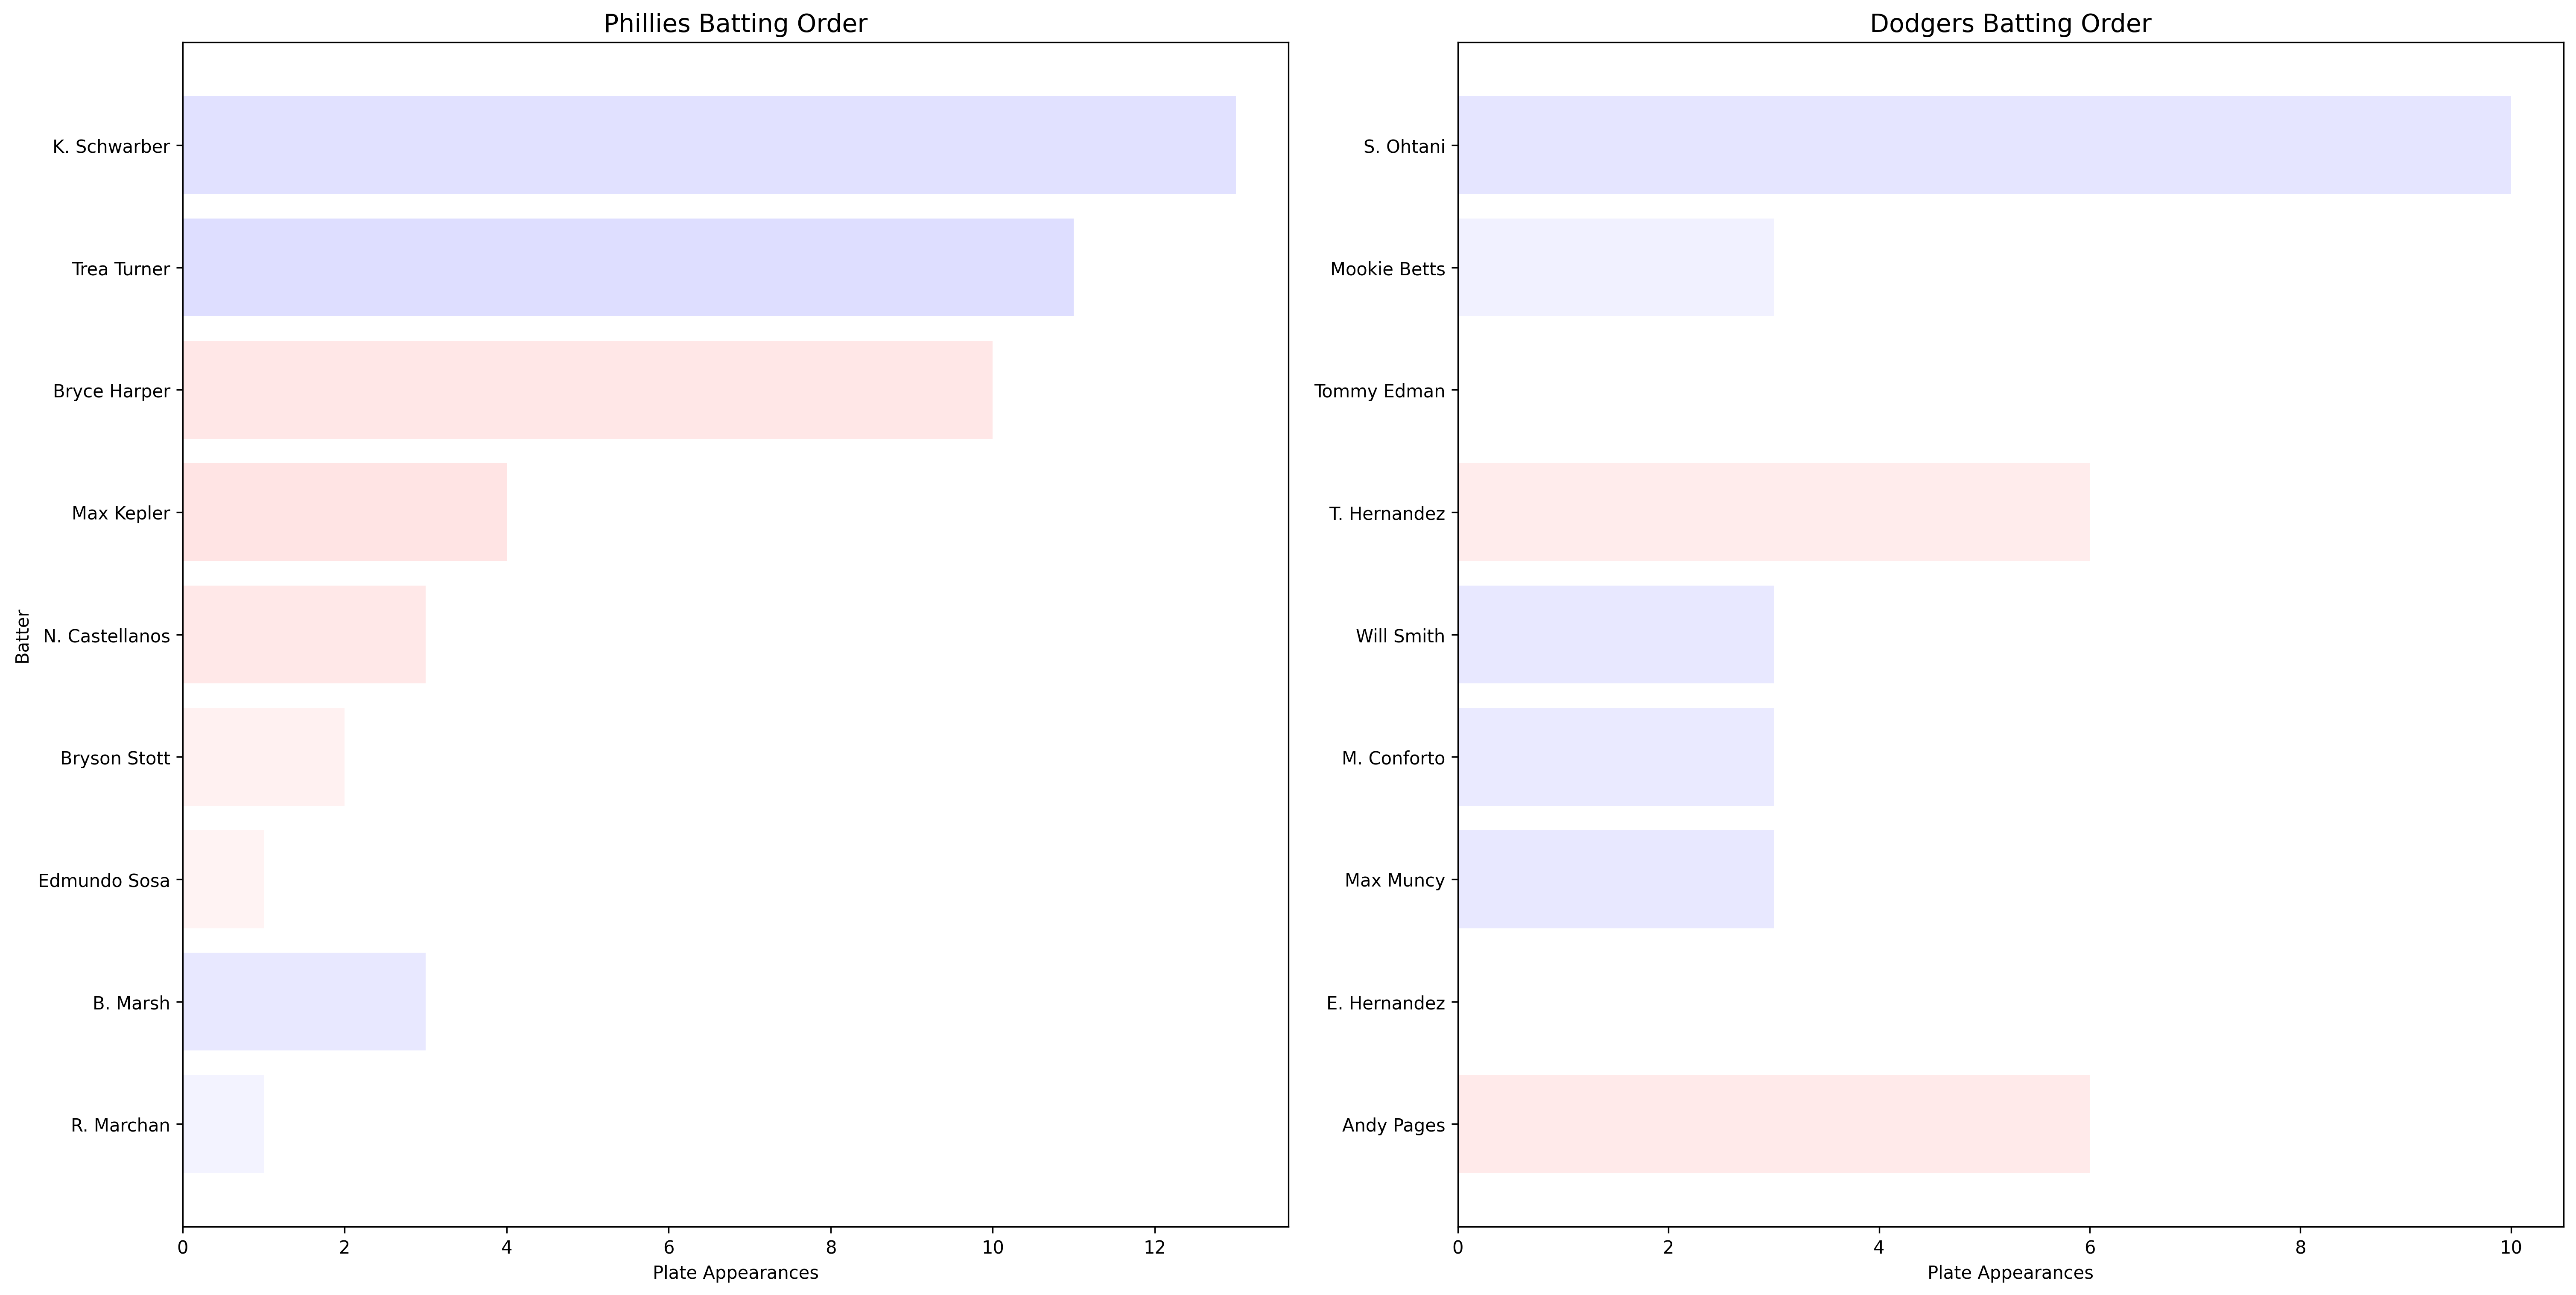 Phillies Batting Order
Batter
K. Schwarber
Trea Turner
Bryce Harper
Max Kepler
N. Castellanos
Bryson Stott
Edmundo Sosa
B. Marsh
R. Marchan
0 2 4 6 8 10 12
Plate Appearances
Dodgers Batting Order
S. Ohtani
Mookie Betts
Tommy Edman
T. Hernandez
Will Smith
M. Conforto
Max Muncy
E. Hernandez
Andy Pages
0 2 4 6 8 10
Plate Appearances